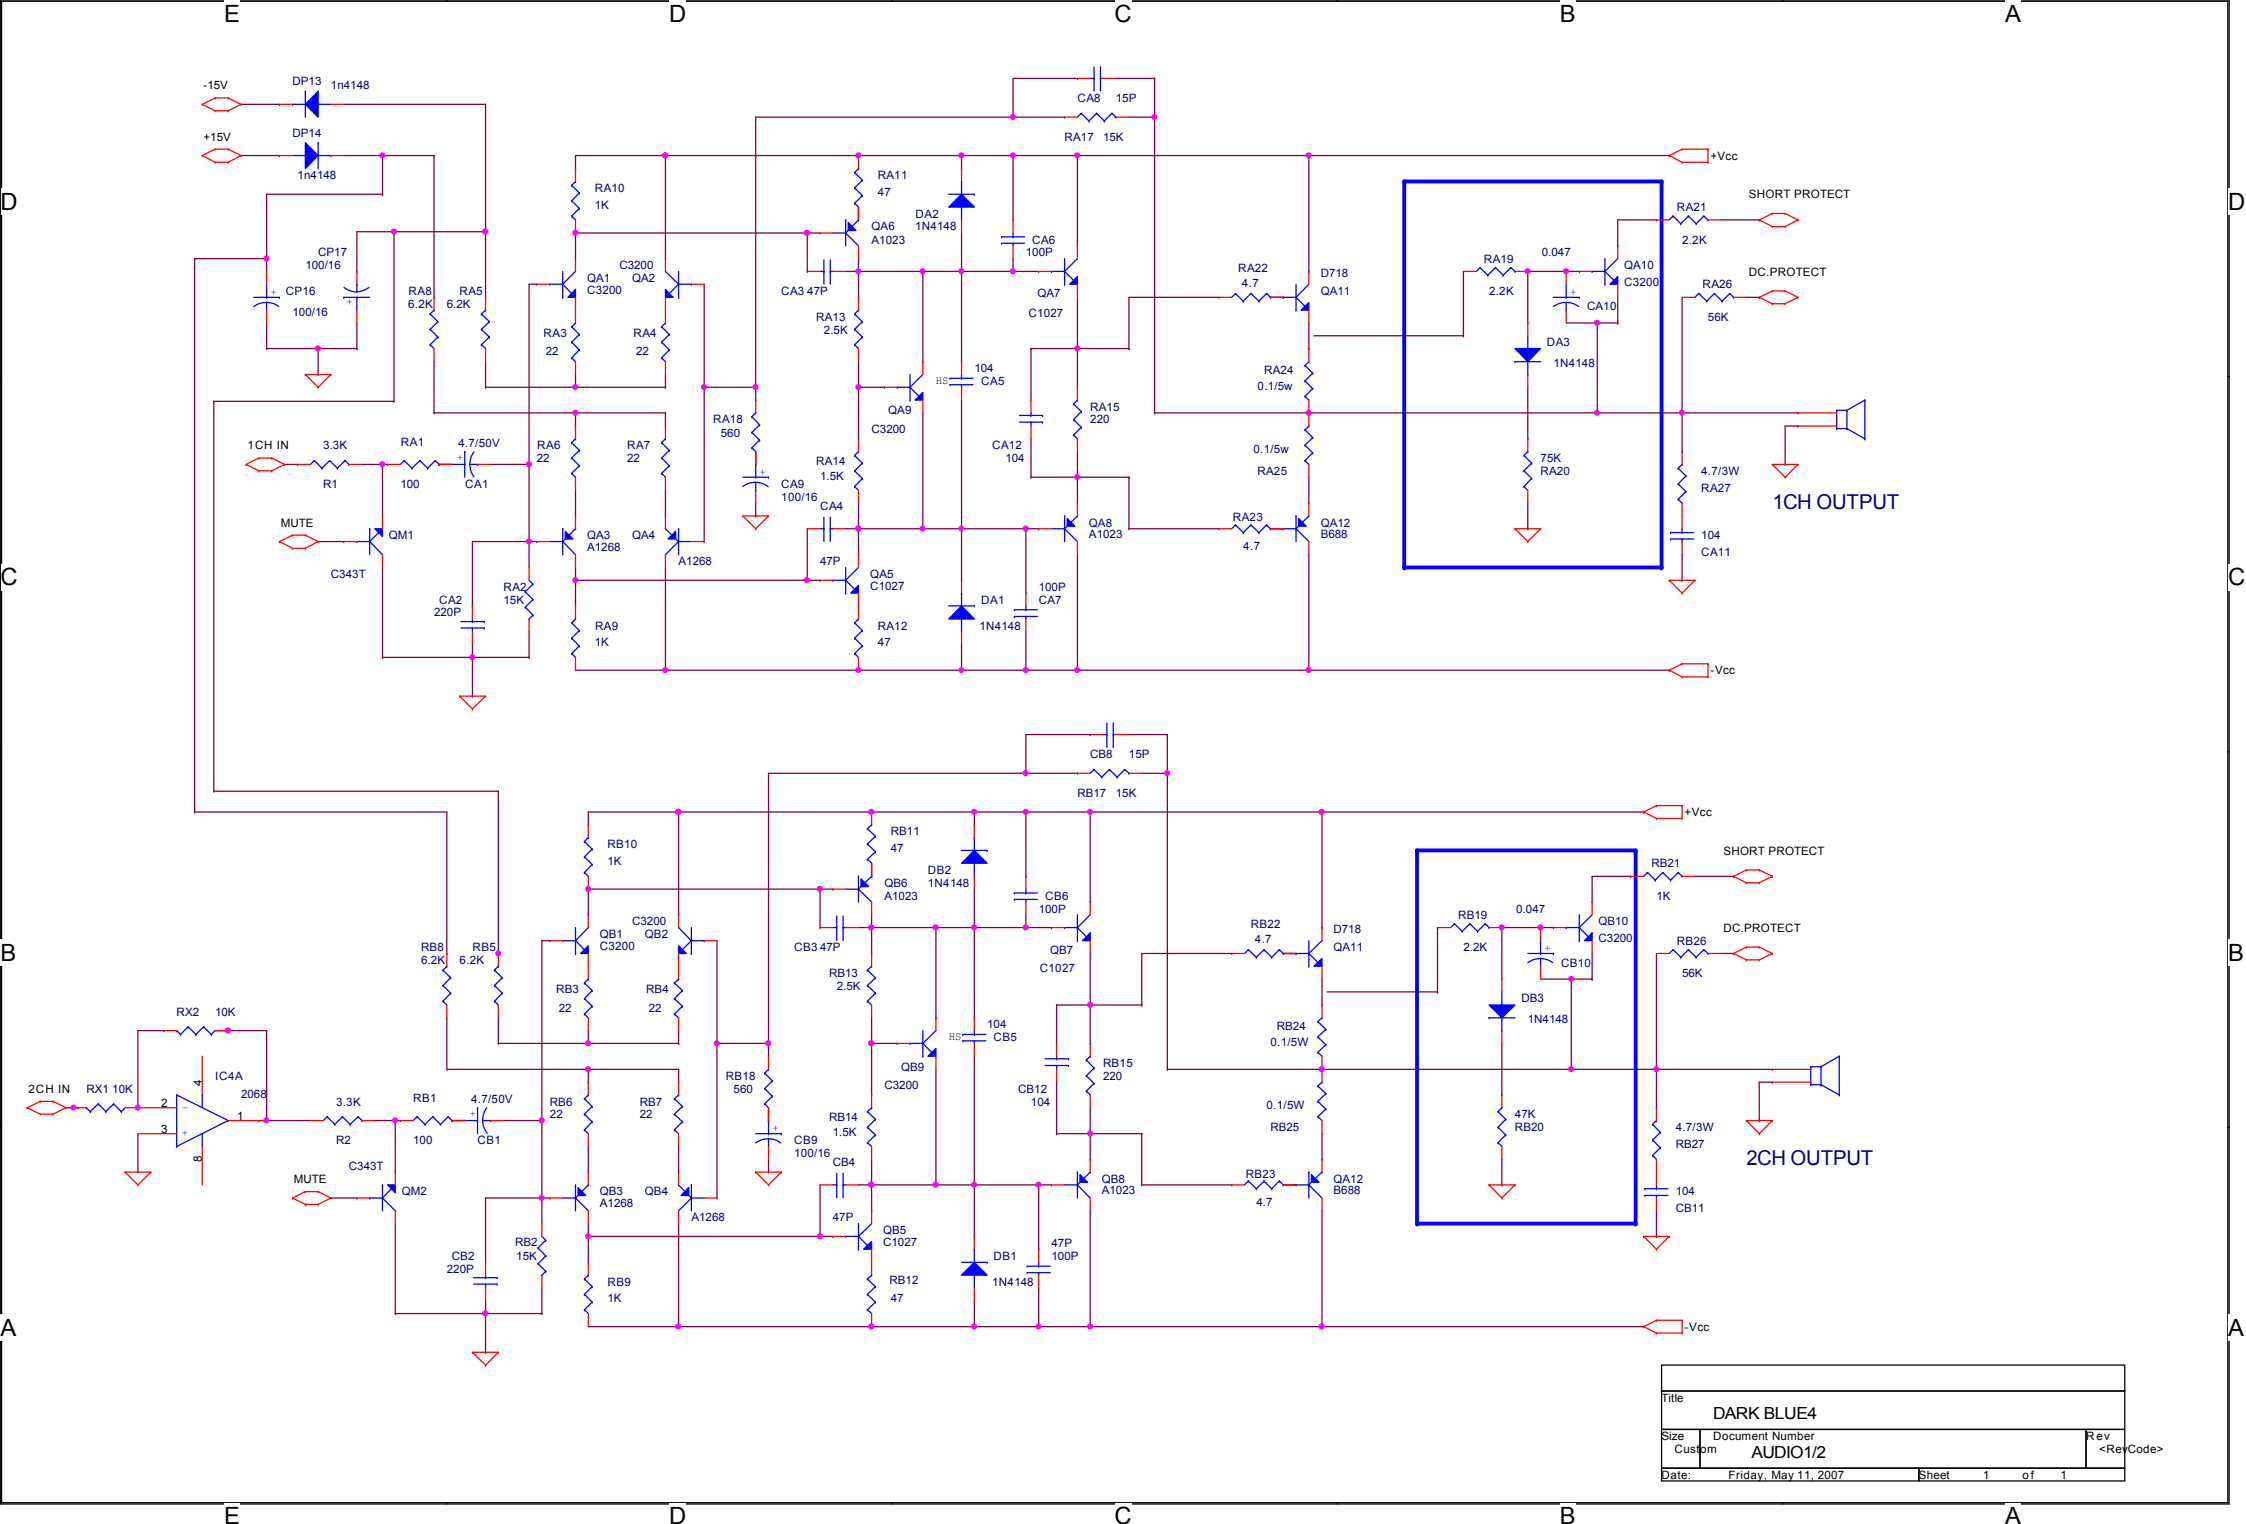 E D C B A
-15V
DP13 1n4148
+15V
DP14
1n4148
CA8 15P
RA17 15K
+Vcc
D
D
SHORT PROTECT
RA21
2.2K
DC.PROTECT
RA26
56K
RA10
1K
RA11
47
DA2
1N4148
QA6
A1023
CA6
100P
CP17
100/16
CP16
100/16
RA8
6.2K
RA5
6.2K
QA1
C3200
C3200
QA2
CA3 47P
QA7
C1027
RA22
4.7
D718
QA11
RA19
2.2K
0.047
CA10
QA10
C3200
RA3
22
RA4
22
RA13
2.5K
DA3
1N4148
HS
104
CA5
RA24
0.1/5w
QA9
C3200
RA15
220
CA12
104
0.1/5w
RA25
RA18
560
1CH IN
3.3K
R1
RA1
100
4.7/50V
CA1
RA6
22
RA7
22
CA9
100/16
RA14
1.5K
75K
RA20
4.7/3W
RA27
1CH OUTPUT
MUTE
QM1
C343T
QA3
A1268
QA4
A1268
CA4
47P
QA8
A1023
RA23
4.7
QA12
B688
104
CA11
C
C
CA2
220P
RA2
15K
QA5
C1027
RA9
1K
RA12
47
DA1
1N4148
100P
CA7
-Vcc
CB8 15P
RB17 15K
+Vcc
SHORT PROTECT
RB21
1K
DC.PROTECT
RB26
56K
RB10
1K
RB11
47
DB2
1N4148
QB6
A1023
CB6
100P
B
B
RB8
6.2K
RB5
6.2K
QB1
C3200
C3200
QB2
CB3 47P
QB7
C1027
RB22
4.7
D718
QA11
RB19
2.2K
0.047
CB10
QB10
C3200
RB3
22
RB4
22
RB13
2.5K
DB3
1N4148
RX2 10K
HS
104
CB5
RB24
0.1/5W
QB9
C3200
RB15
220
CB12
104
0.1/5W
RB25
2CH IN
RX1 10K
IC4A
2068
4
2
3
1
8
-
+
3.3K
R2
RB1
100
4.7/50V
CB1
RB6
22
RB7
22
RB18
560
CB9
100/16
RB14
1.5K
47K
RB20
4.7/3W
RB27
2CH OUTPUT
C343T
MUTE
QM2
QB3
A1268
QB4
A1268
CB4
47P
QB8
A1023
RB23
4.7
QA12
B688
104
CB11
CB2
220P
RB2
15K
QB5
C1027
RB9
1K
RB12
47
DB1
1N4148
47P
100P
-Vcc
A
A
Title
DARK BLUE4
Size
Custom
Document Number
AUDIO1/2
Rev
<RevCode>
Date: Friday, May 11, 2007
Sheet 1 of 1
E D C B A